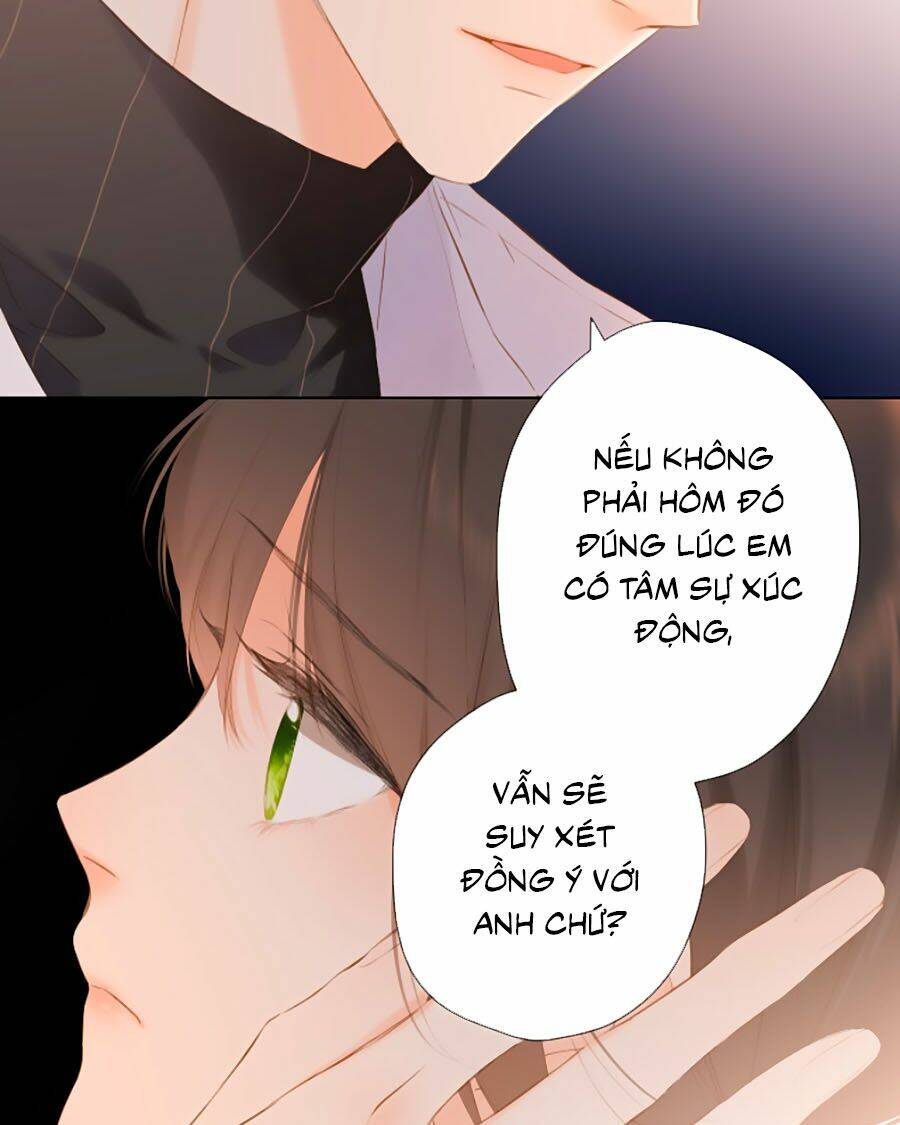 NẾU KHÔNG
PHẢI HÔM ĐÓ
ĐÚNG LÚC EM
CÓ TÂM SỰ XÚC
ĐỘNG,
VẪN SẼ
SUY XÉT
ĐỒNG Ý VỚI
ANH CHỨ?